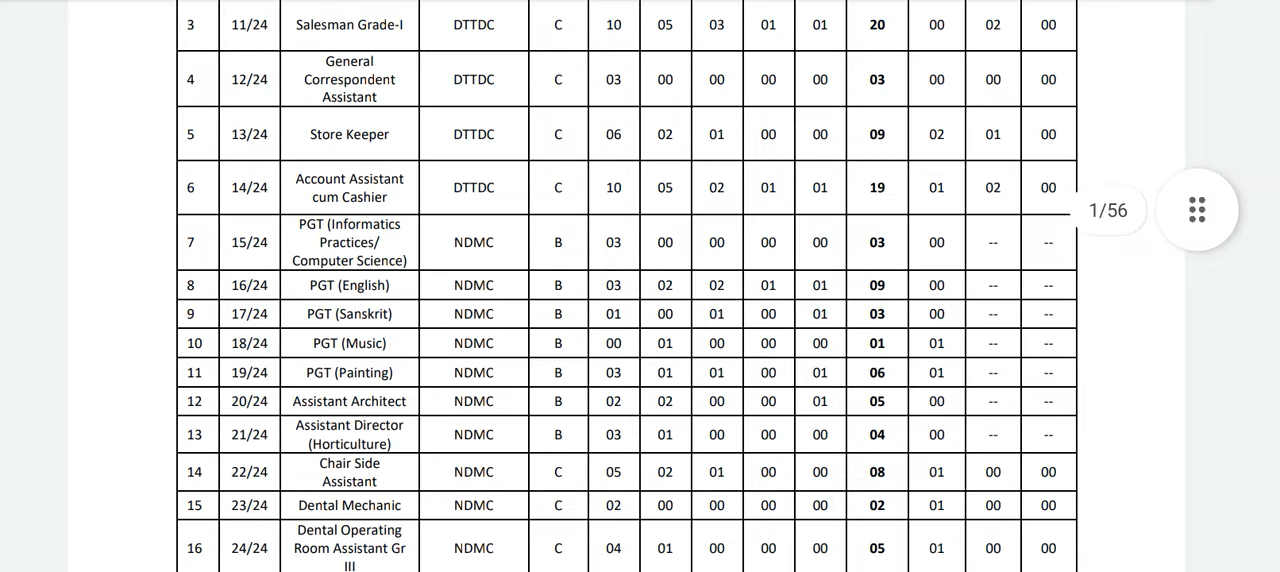 3 11/24 Salesman Grade-I DTTDC C 10 05 03 01 01 20 00 02 00
4 12/24 General Correspondent Assistant DTTDC C 03 00 00 00 00 03 00 00 00
5 13/24 Store Keeper DTTDC C 06 02 01 00 00 09 02 01 00
6 14/24 Account Assistant cum Cashier DTTDC C 10 05 02 01 01 19 01 02 00
1/56
7 15/24 PGT (Informatics Practices/ Computer Science) NDMC B 03 00 00 00 00 03 00 -- --
8 16/24 PGT (English) NDMC B 03 02 02 01 01 09 00 -- --
9 17/24 PGT (Sanskrit) NDMC B 01 00 01 00 01 03 00 -- --
10 18/24 PGT (Music) NDMC B 00 01 00 00 00 01 01 -- --
11 19/24 PGT (Painting) NDMC B 03 01 01 00 01 06 01 -- --
12 20/24 Assistant Architect NDMC B 02 02 00 00 01 05 00 -- --
13 21/24 Assistant Director (Horticulture) NDMC B 03 01 00 00 00 04 00 -- --
14 22/24 Chair Side Assistant NDMC C 05 02 01 00 00 08 01 00 00
15 23/24 Dental Mechanic NDMC C 02 00 00 00 00 02 01 00 00
16 24/24 Dental Operating Room Assistant Gr III NDMC C 04 01 00 00 00 05 01 00 00